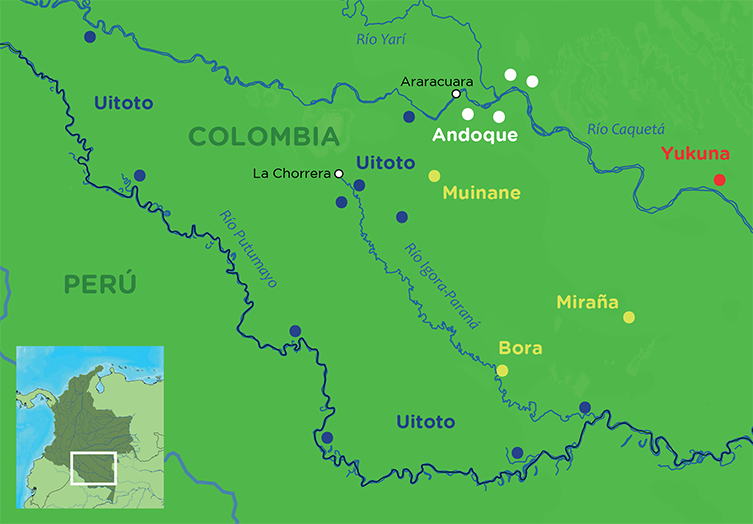 Río Yarí
Araracuara
Uitoto
COLOMBIA
Andoque
Río Caquetá
Yukuna
Uitoto
La Chorrera
Muinane
Río Putumayo
Río Igora-Paraná
PERÚ
Miraña
Bora
Uitoto